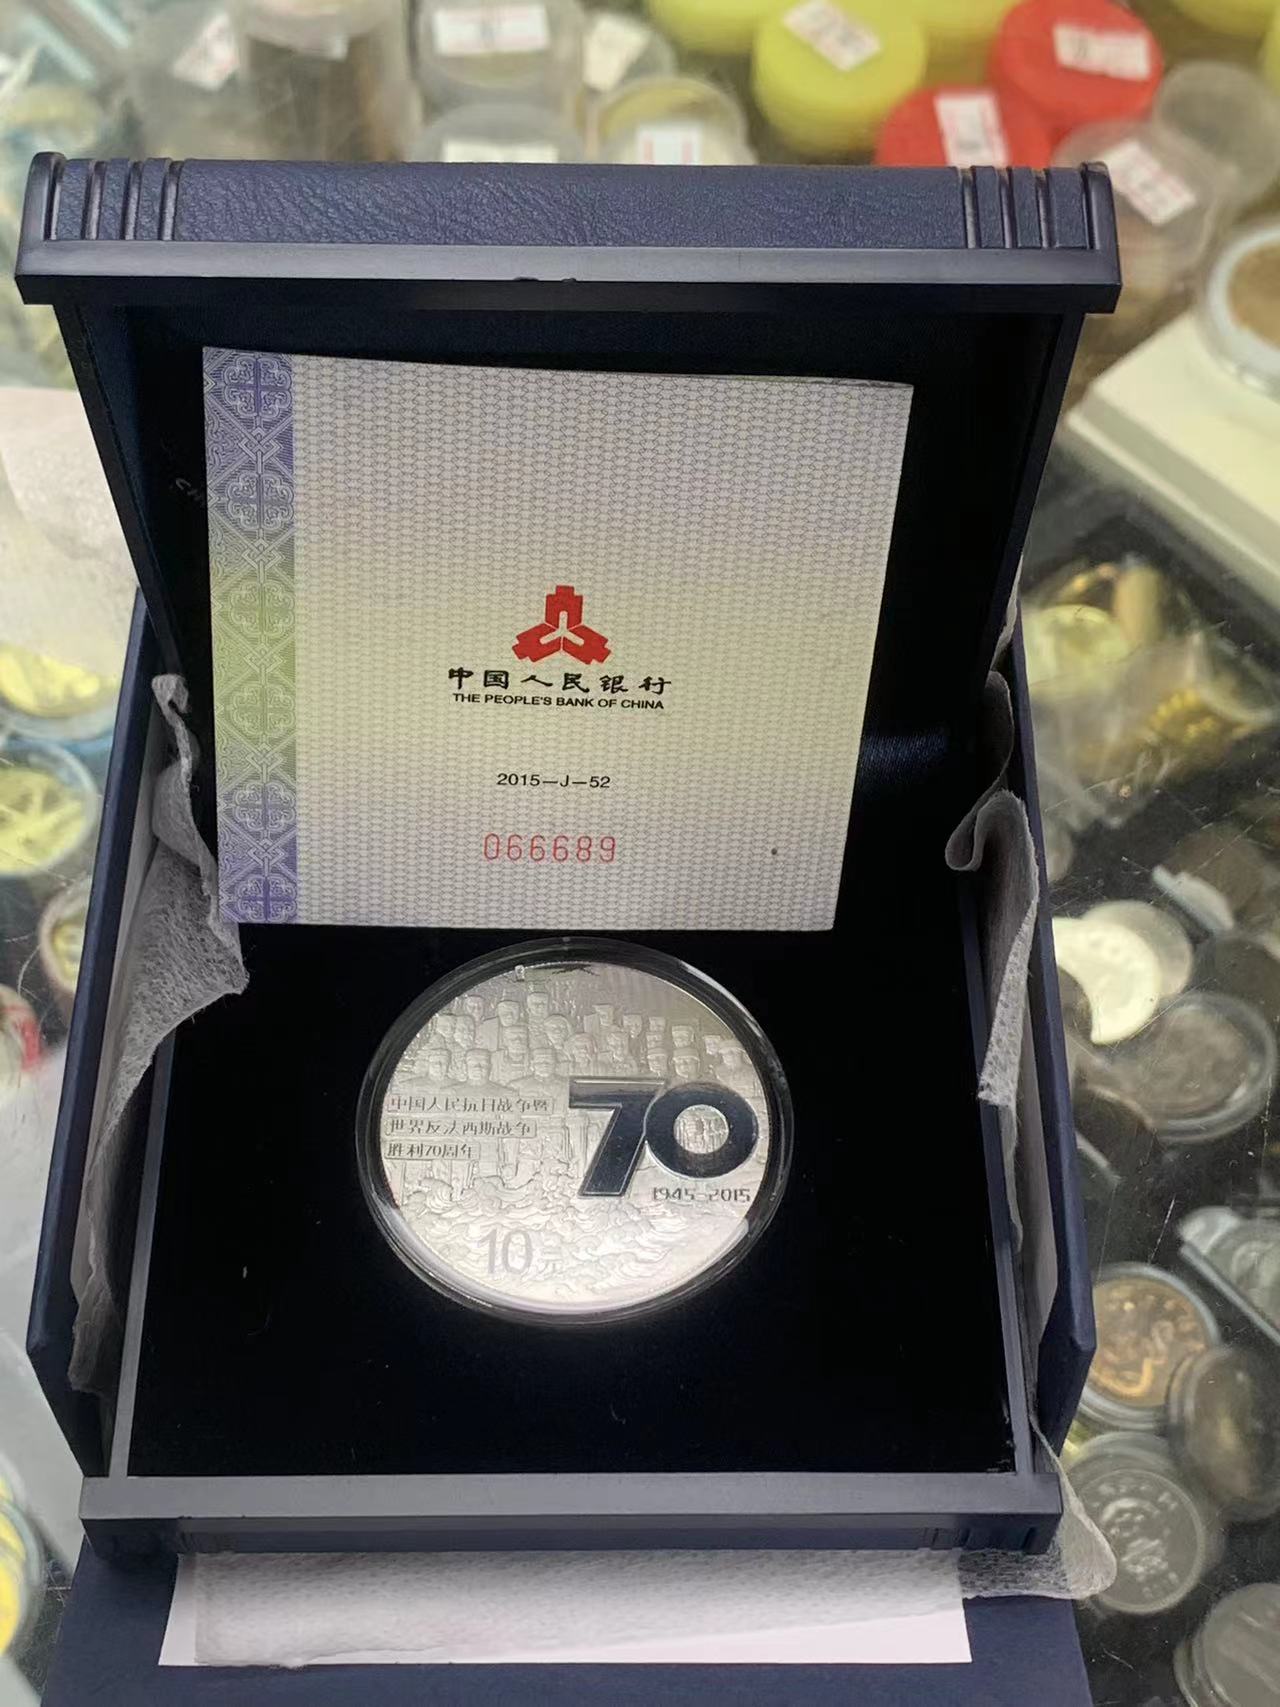 中国人民银行
THE PEOPLE'S BANK OF CHINA
2015—J—52
066689
中国人民抗日战争暨
世界反法西斯战争
胜利70周年
70
1945-2015
10元